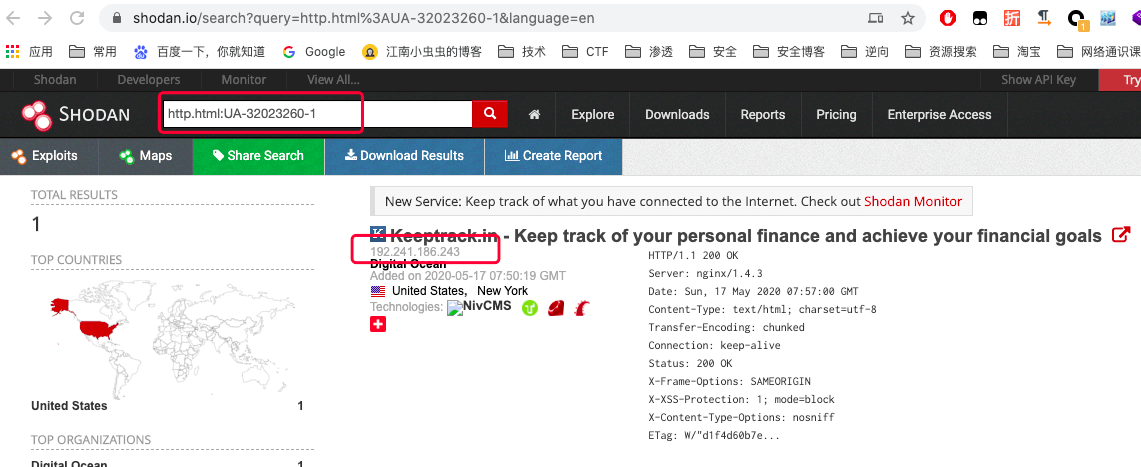 shodan.io/search?query=http.html%3AUA-32023260-1&language=en
折
1
应用 常用 百度一下，你就知道 Google 江南小虫虫的博客 技术 CTF 渗透 安全 安全博客 逆向 资源搜索 淘宝 网络通识课
Shodan Developers Monitor View All... Show API Key Try
SHODAN http.html:UA-32023260-1 Explore Downloads Reports Pricing Enterprise Access
Exploits Maps Share Search Download Results Create Report
TOTAL RESULTS
1
TOP COUNTRIES
United States 1
TOP ORGANIZATIONS
Digital Ocean 1
New Service: Keep track of what you have connected to the Internet. Check out Shodan Monitor
Keeptrack.in - Keep track of your personal finance and achieve your financial goals
192.241.186.243
Digital Ocean
Added on 2020-05-17 07:50:19 GMT
United States, New York
Technologies: NivCMS
HTTP/1.1 200 OK
Server: nginx/1.4.3
Date: Sun, 17 May 2020 07:57:00 GMT
Content-Type: text/html; charset=utf-8
Transfer-Encoding: chunked
Connection: keep-alive
Status: 200 OK
X-Frame-Options: SAMEORIGIN
X-XSS-Protection: 1; mode=block
X-Content-Type-Options: nosniff
ETag: W/"d1f4d60b7e...